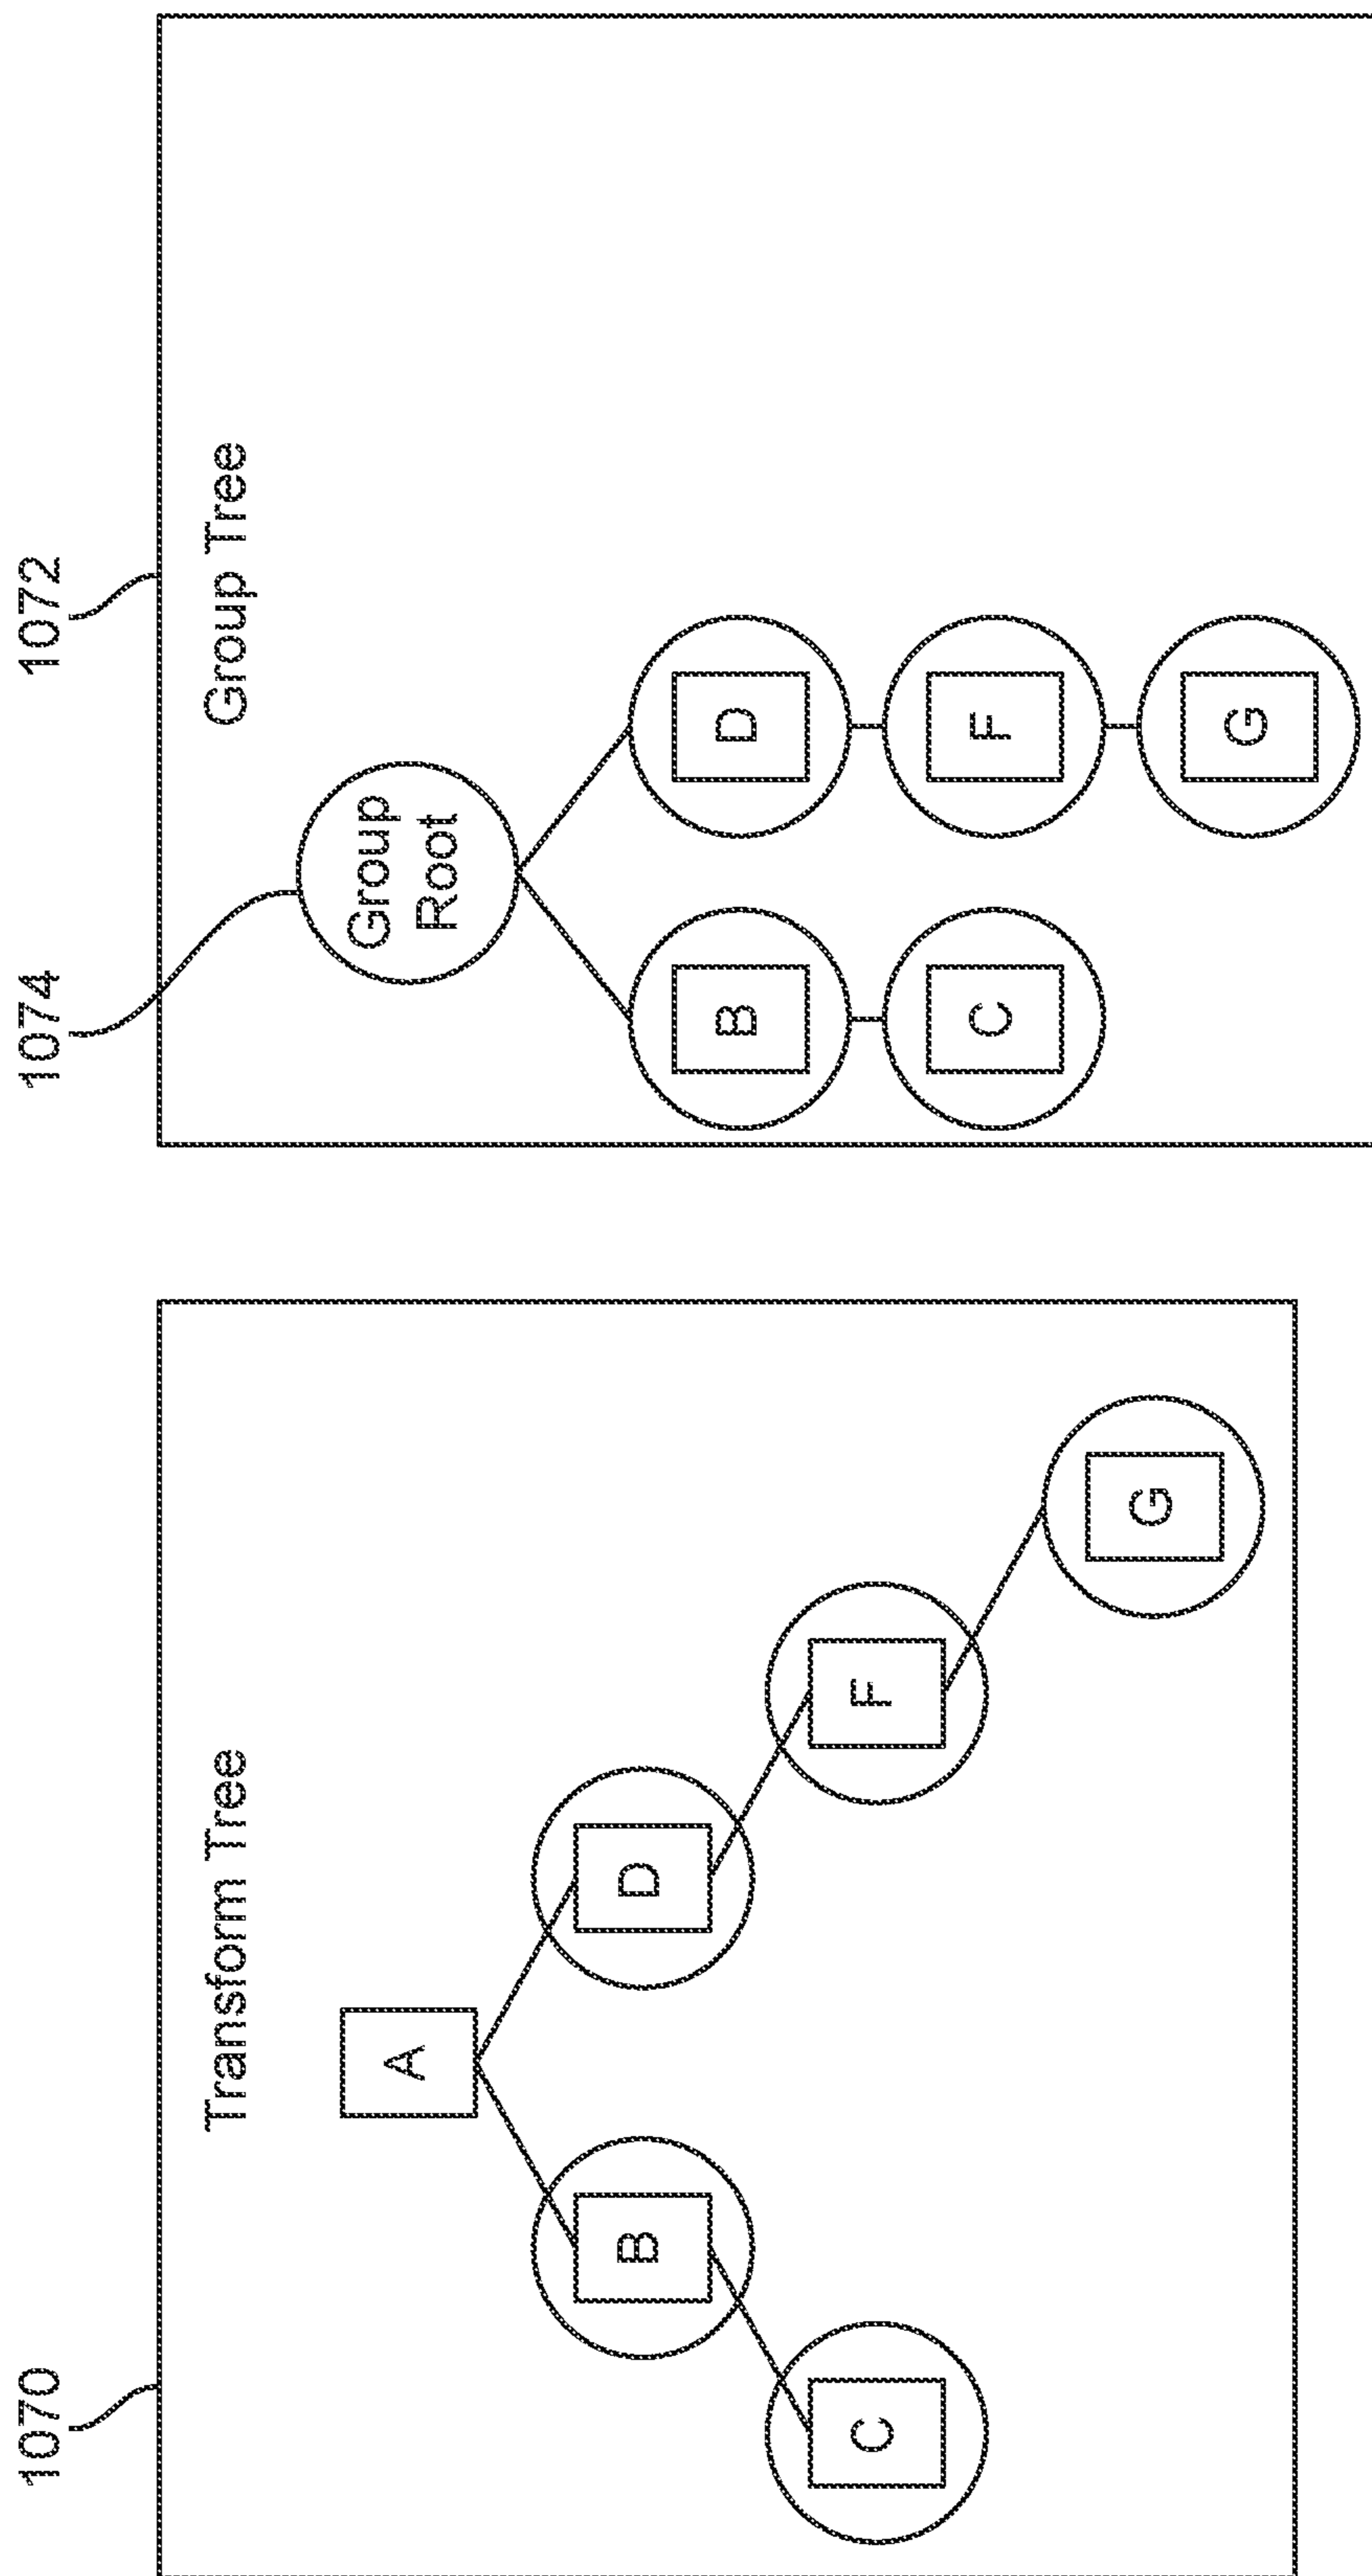 1070
Transform Tree
A
B
D
C
F
G
1072
1074
Group Tree
Group
Root
B
D
C
F
G